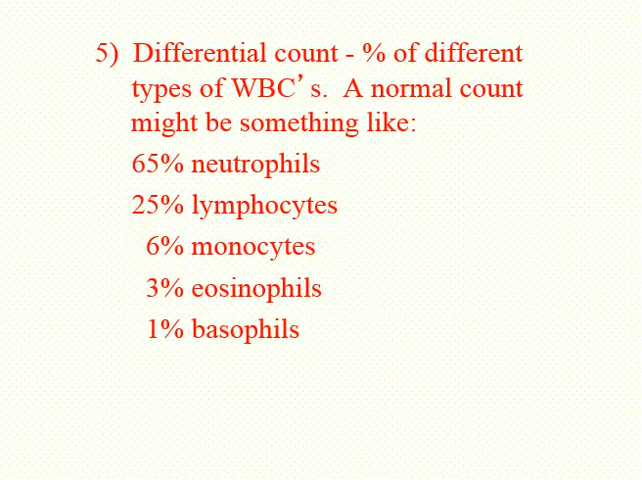 5) Differential count - % of different
types of WBC’s. A normal count
might be something like:
65% neutrophils
25% lymphocytes
6% monocytes
3% eosinophils
1% basophils